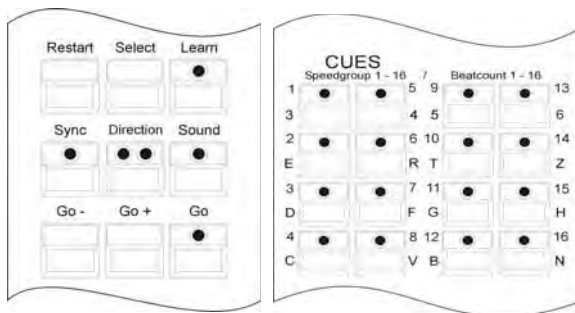 Restart Select Learn
Sync Direction Sound
Go - Go + Go
CUES
Speedgroup 1 - 16 / Beatcount 1 - 16
1 5 9 13
3 4 5 6
2 6 10 14
E R T Z
3 7 11 15
D F G H
4 8 12 16
C V B N